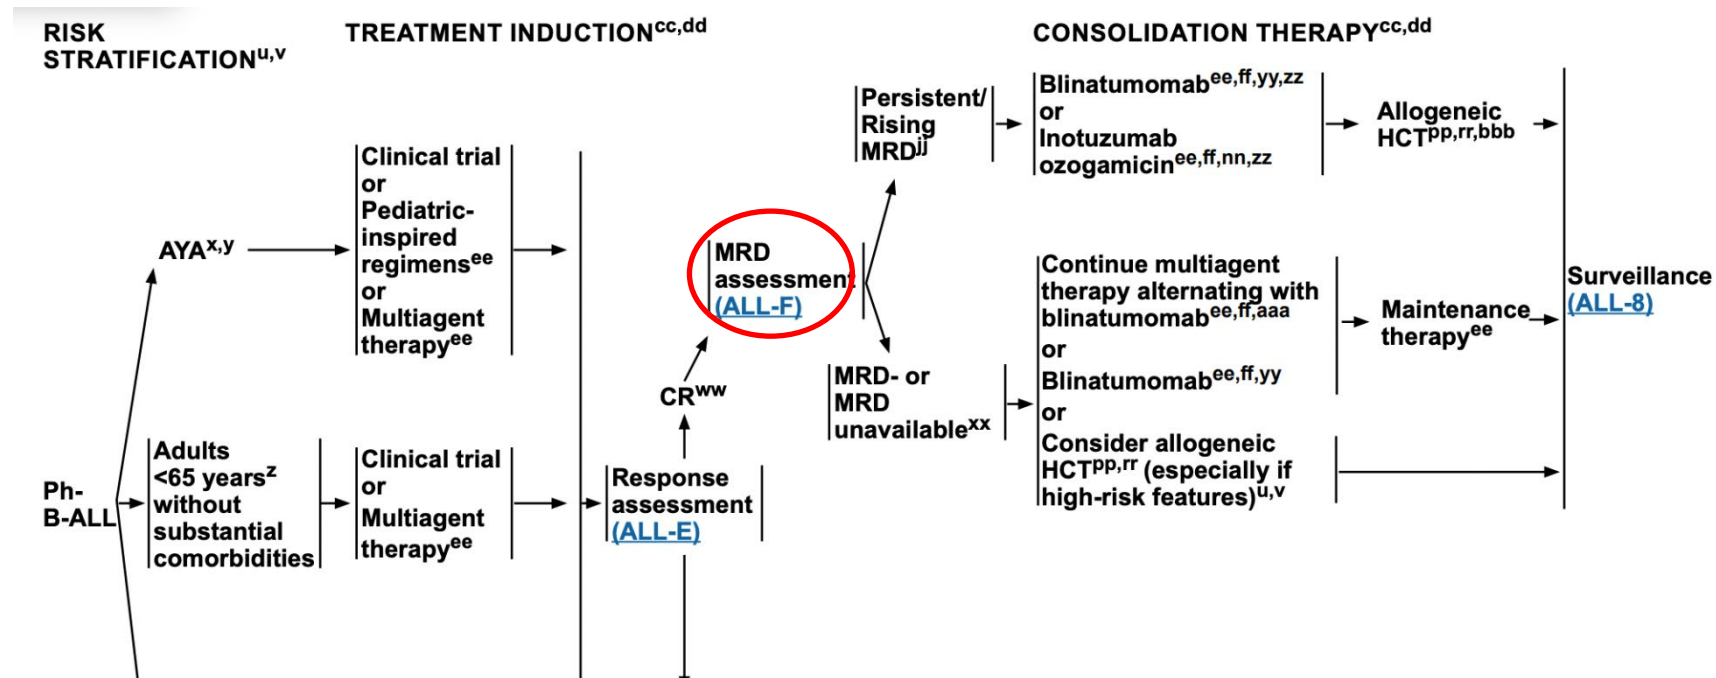 RISK
STRATIFICATIONu,v
TREATMENT INDUCTIONcc,dd
CONSOLIDATION THERAPYcc,dd
Ph-
B-ALL
AYAx,y
Clinical trial
or
Pediatric-
inspired
regimensee
or
Multiagent
therapyee
Adults
<65 yearsz
without
substantial
comorbidities
Clinical trial
or
Multiagent
therapyee
Response
assessment
(ALL-E)
CRww
MRD
assessment
(ALL-F)
Persistent/
Rising
MRDjj
Blinatumomabee,ff,yy,zz
or
Inotuzumab
ozogamicinee,ff,nn,zz
Allogeneic
HCTpp,rr,bbb
MRD- or
MRD
unavailablexx
Continue multiagent
therapy alternating with
blinatumomabee,ff,aaa
or
Blinatumomabee,ff,yy
or
Consider allogeneic
HCTpp,rr (especially if
high-risk features)u,v
Maintenance
therapyee
Surveillance
(ALL-8)